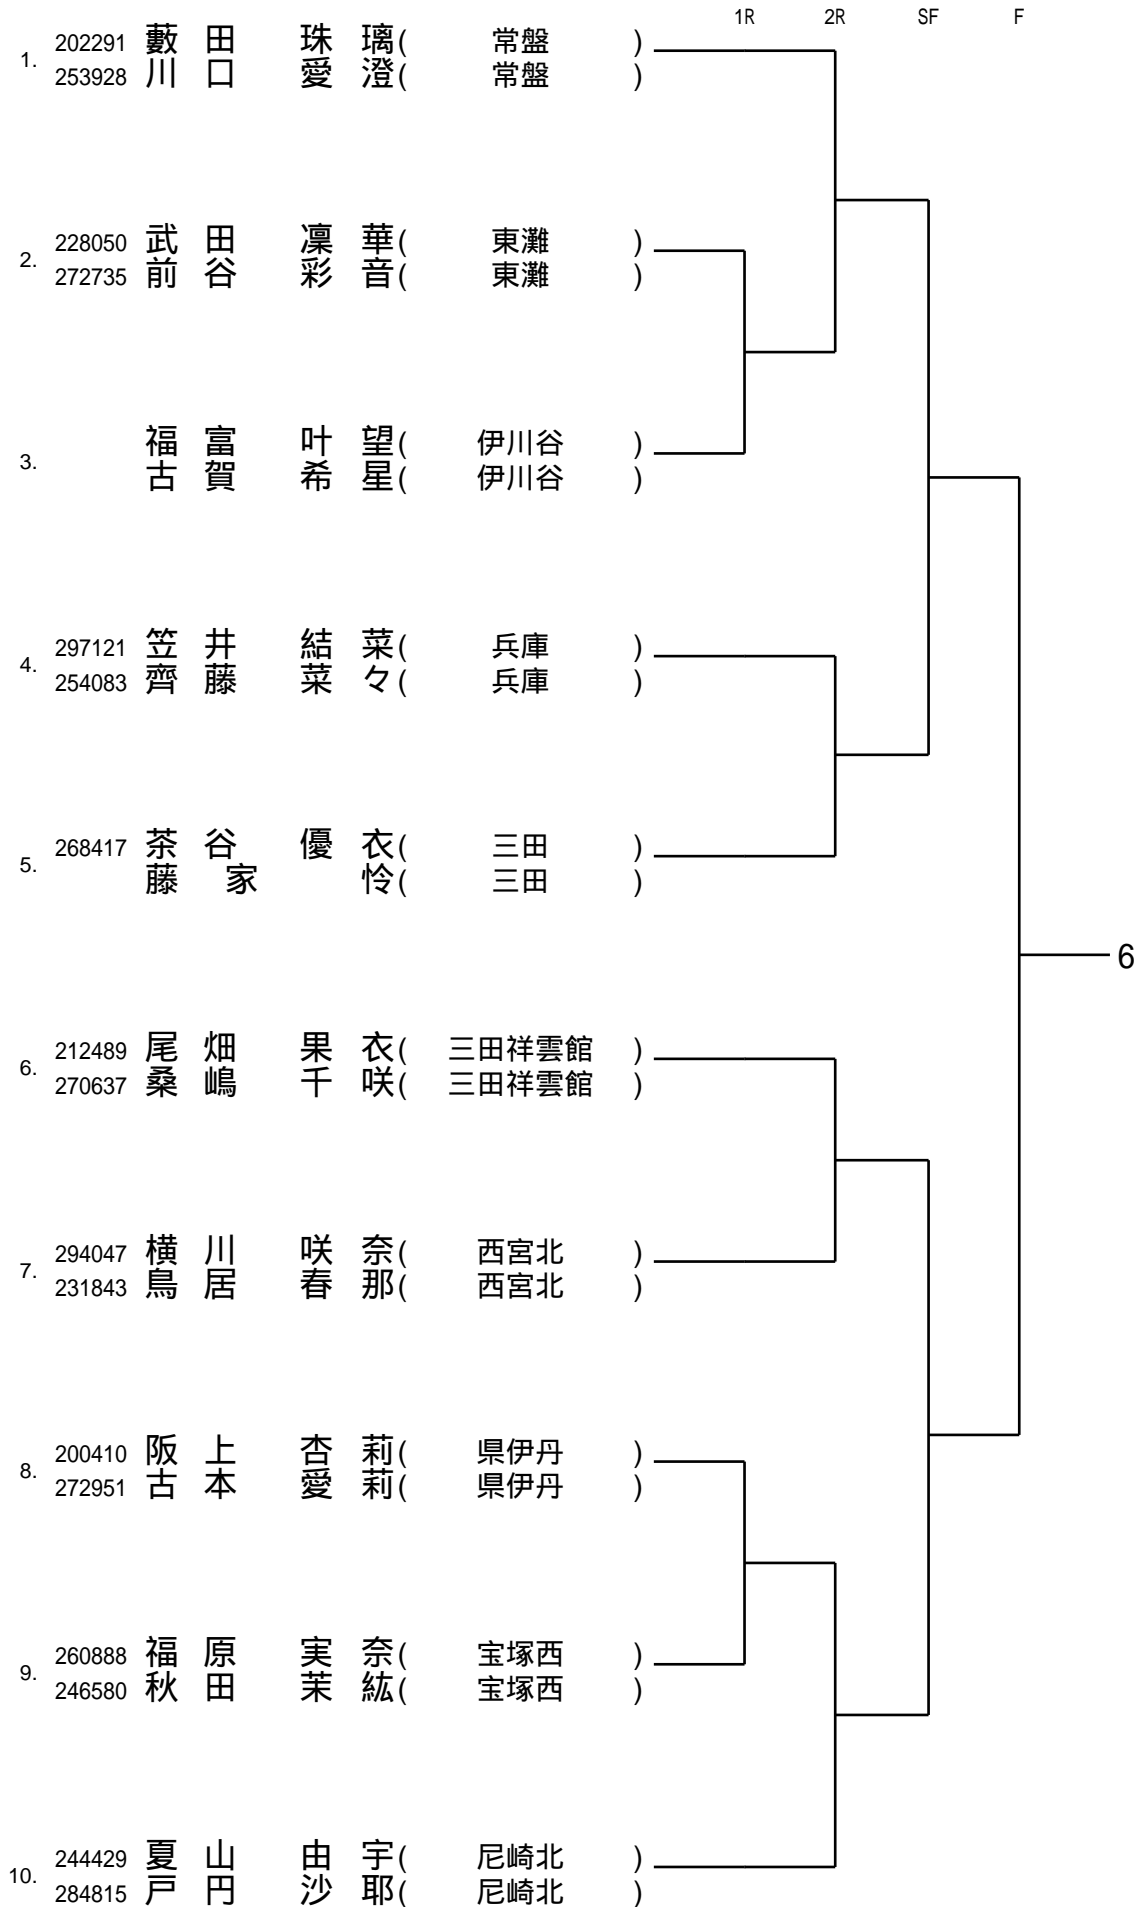 1R 2R SF F
1. 202291 藪田 珠璃( 常盤 )
253928 川口 愛澄( 常盤 )
2. 228050 武田 凜華( 東灘 )
272735 前谷 彩音( 東灘 )
3. 福富 叶望( 伊川谷 )
古賀 希星( 伊川谷 )
4. 297121 笠井 結菜( 兵庫 )
254083 齊藤 菜々( 兵庫 )
5. 268417 茶谷 優衣( 三田 )
藤家 怜( 三田 )
6
6. 212489 尾畑 果衣( 三田祥雲館 )
270637 桑嶋 千咲( 三田祥雲館 )
7. 294047 横川 咲奈( 西宮北 )
231843 鳥居 春那( 西宮北 )
8. 200410 阪上 杏莉( 県伊丹 )
272951 古本 愛莉( 県伊丹 )
9. 260888 福原 実奈( 宝塚西 )
246580 秋田 茉紘( 宝塚西 )
10. 244429 夏山 由宇( 尼崎北 )
284815 戸円 沙耶( 尼崎北 )